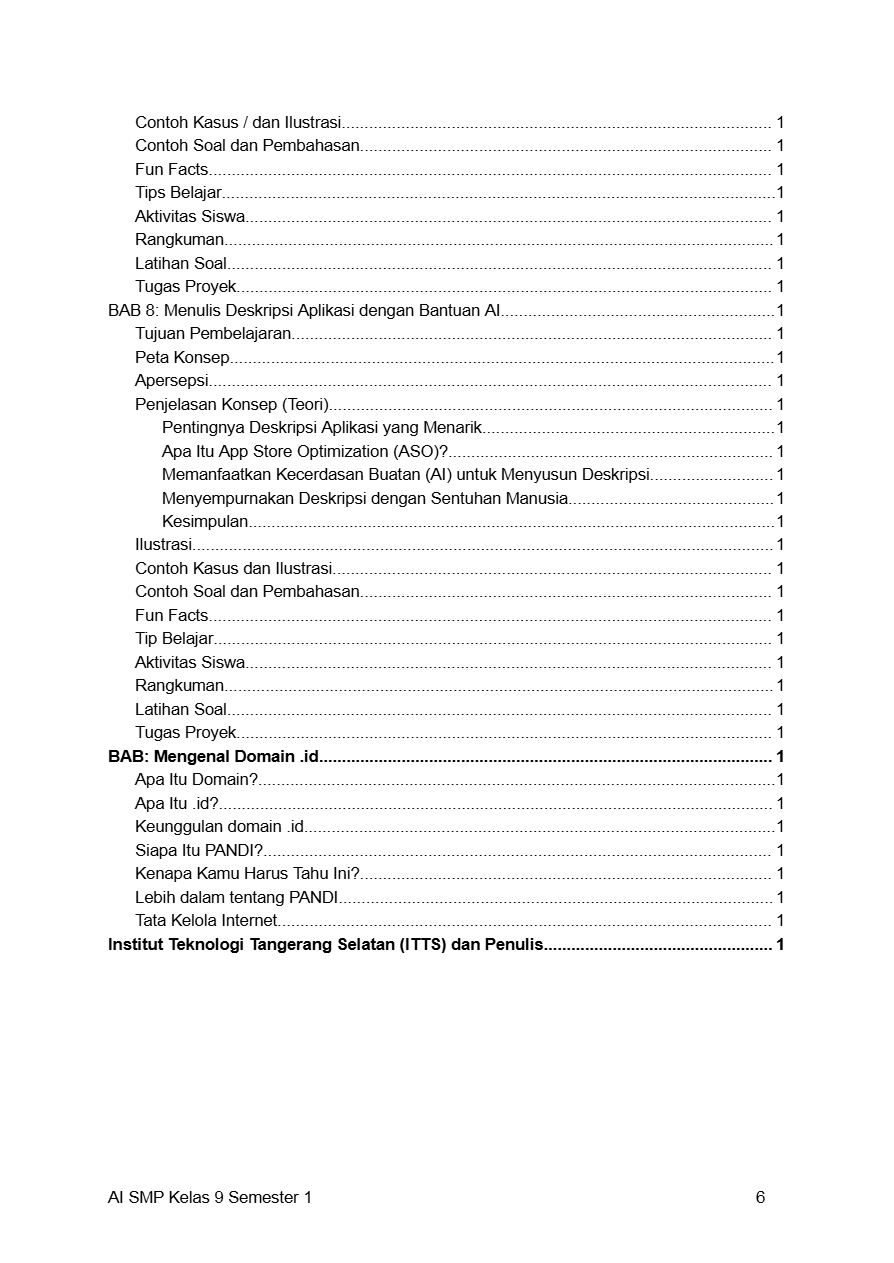 Contoh Kasus / dan Ilustrasi................................................................................................ 1
Contoh Soal dan Pembahasan............................................................................................ 1
Fun Facts............................................................................................................................. 1
Tips Belajar..........................................................................................................................1
Aktivitas Siswa..................................................................................................................... 1
Rangkuman.......................................................................................................................... 1
Latihan Soal......................................................................................................................... 1
Tugas Proyek....................................................................................................................... 1
BAB 8: Menulis Deskripsi Aplikasi dengan Bantuan AI............................................................1
Tujuan Pembelajaran........................................................................................................... 1
Peta Konsep.........................................................................................................................1
Apersepsi............................................................................................................................. 1
Penjelasan Konsep (Teori)................................................................................................... 1
Pentingnya Deskripsi Aplikasi yang Menarik................................................................1
Apa Itu App Store Optimization (ASO)?....................................................................... 1
Memanfaatkan Kecerdasan Buatan (AI) untuk Menyusun Deskripsi........................... 1
Menyempurnakan Deskripsi dengan Sentuhan Manusia............................................. 1
Kesimpulan....................................................................................................................1
Ilustrasi................................................................................................................................. 1
Contoh Kasus dan Ilustrasi.................................................................................................. 1
Contoh Soal dan Pembahasan............................................................................................ 1
Fun Facts............................................................................................................................. 1
Tip Belajar............................................................................................................................ 1
Aktivitas Siswa..................................................................................................................... 1
Rangkuman.......................................................................................................................... 1
Latihan Soal......................................................................................................................... 1
Tugas Proyek....................................................................................................................... 1
BAB: Mengenal Domain .id................................................................................................... 1
Apa Itu Domain?...................................................................................................................1
Apa Itu .id?........................................................................................................................... 1
Keunggulan domain .id.........................................................................................................1
Siapa Itu PANDI?................................................................................................................. 1
Kenapa Kamu Harus Tahu Ini?............................................................................................ 1
Lebih dalam tentang PANDI................................................................................................. 1
Tata Kelola Internet.............................................................................................................. 1
Institut Teknologi Tangerang Selatan (ITTS) dan Penulis.................................................. 1
AI SMP Kelas 9 Semester 1 6